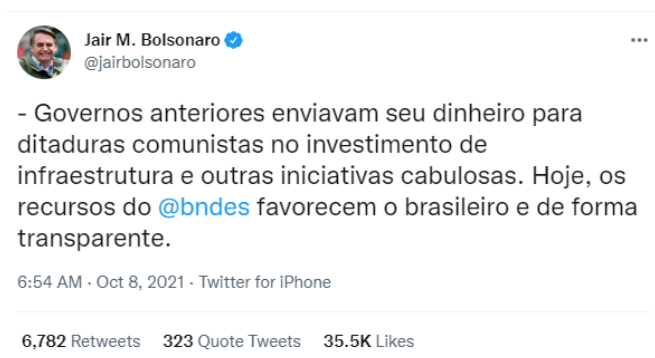 Jair M. Bolsonaro
@jairbolsonaro
- Governos anteriores enviavam seu dinheiro para
ditaduras comunistas no investimento de
infraestrutura e outras iniciativas cabulosas. Hoje, os
recursos do @bndes favorecem o brasileiro e de forma
transparente.
6:54 AM · Oct 8, 2021 · Twitter for iPhone
6,782 Retweets 323 Quote Tweets 35.5K Likes